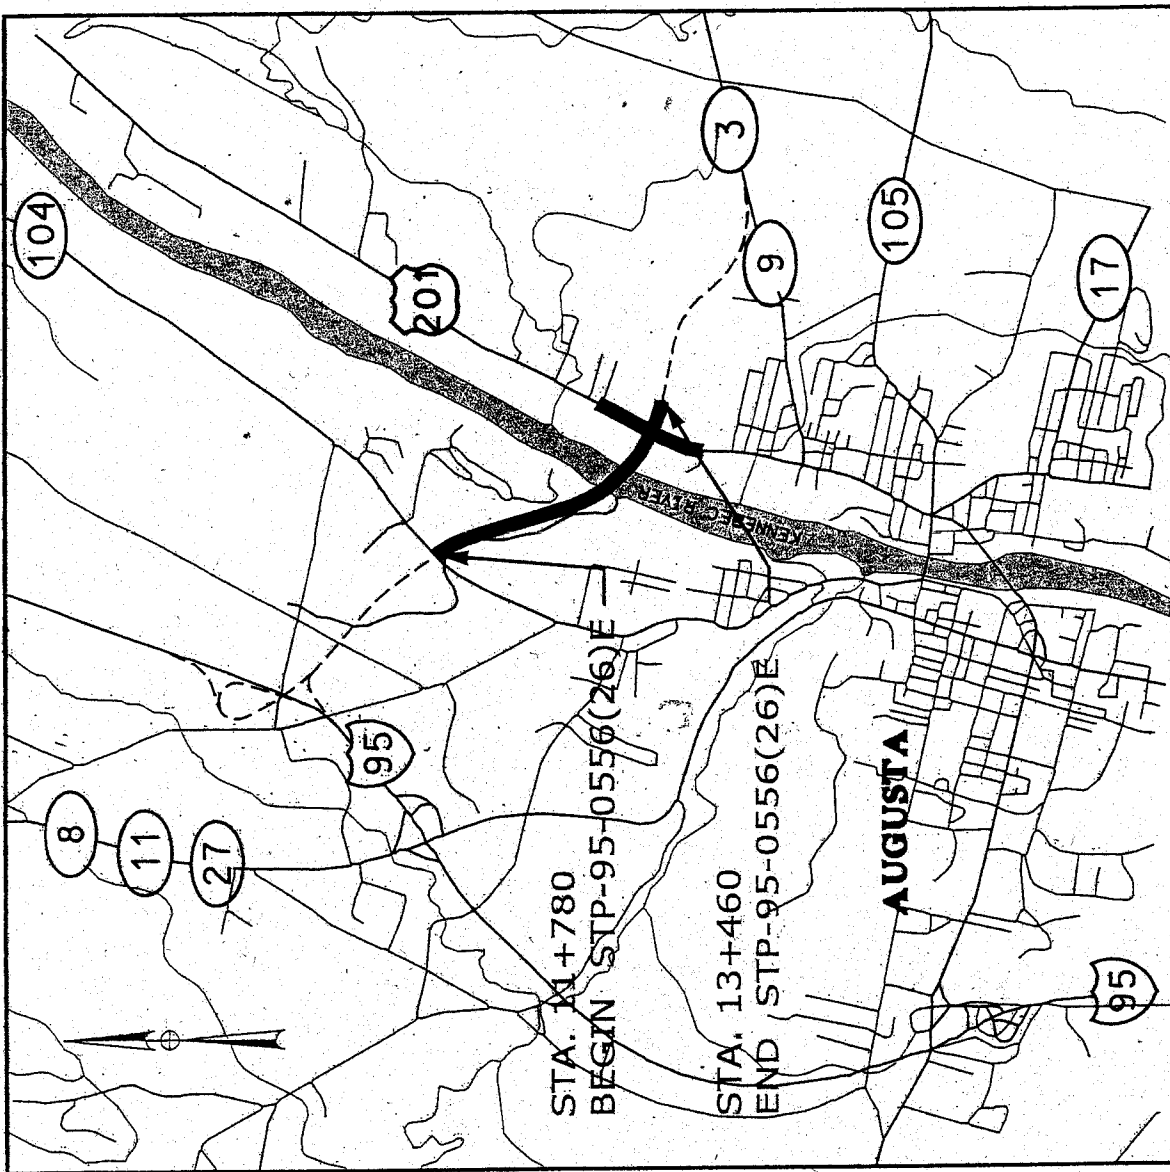 104
201
3
9
105
17
KENNEBEC RIVER
95
8
11
27
STA. 11+780
BEGIN STP-95-0556(26)E
STA. 13+460
END STP-95-0556(26)E
AUGUSTA
95